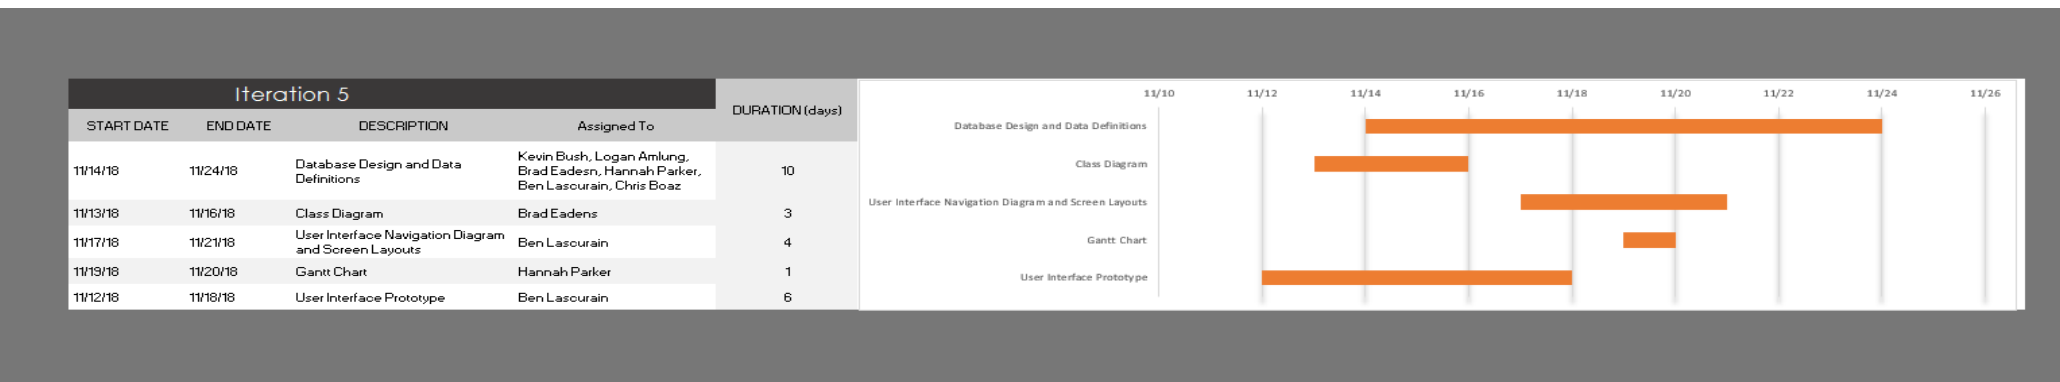 Iteration 5
DURATION (days)
START DATE END DATE DESCRIPTION Assigned To
11/14/18 11/24/18 Database Design and Data Definitions Kevin Bush, Logan Amlung, Brad Eadesn, Hannah Parker, Ben Lascurain, Chris Boaz 10
11/13/18 11/16/18 Class Diagram Brad Eadens 3
11/17/18 11/21/18 User Interface Navigation Diagram and Screen Layouts Ben Lascurain 4
11/19/18 11/20/18 Gantt Chart Hannah Parker 1
11/12/18 11/18/18 User Interface Prototype Ben Lascurain 6
11/10 11/12 11/14 11/16 11/18 11/20 11/22 11/24 11/26
Database Design and Data Definitions
Class Diagram
User Interface Navigation Diagram and Screen Layouts
Gantt Chart
User Interface Prototype